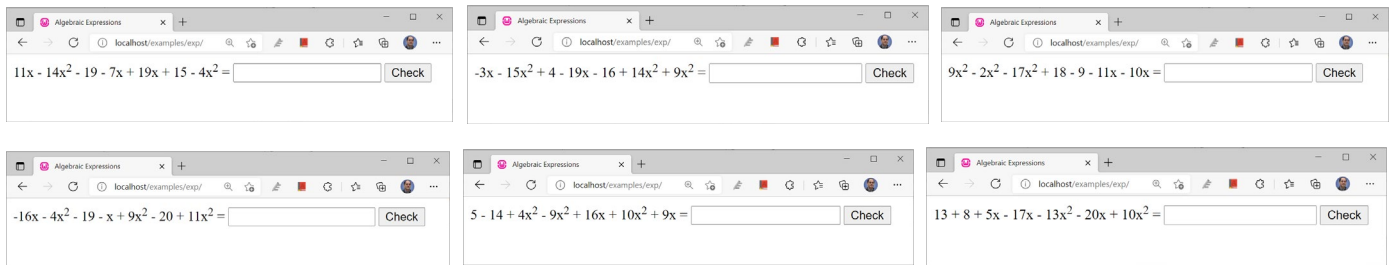 Algebraic Expressions
localhost/examples/exp/
11x - 14x² - 19 - 7x + 19x + 15 - 4x² = Check
Algebraic Expressions
localhost/examples/exp/
-3x - 15x² + 4 - 19x - 16 + 14x² + 9x² = Check
Algebraic Expressions
localhost/examples/exp/
9x² - 2x² - 17x² + 18 - 9 - 11x - 10x = Check
Algebraic Expressions
localhost/examples/exp/
-16x - 4x² - 19 - x + 9x² - 20 + 11x² = Check
Algebraic Expressions
localhost/examples/exp/
5 - 14 + 4x² - 9x² + 16x + 10x² + 9x = Check
Algebraic Expressions
localhost/examples/exp/
13 + 8 + 5x - 17x - 13x² - 20x + 10x² = Check